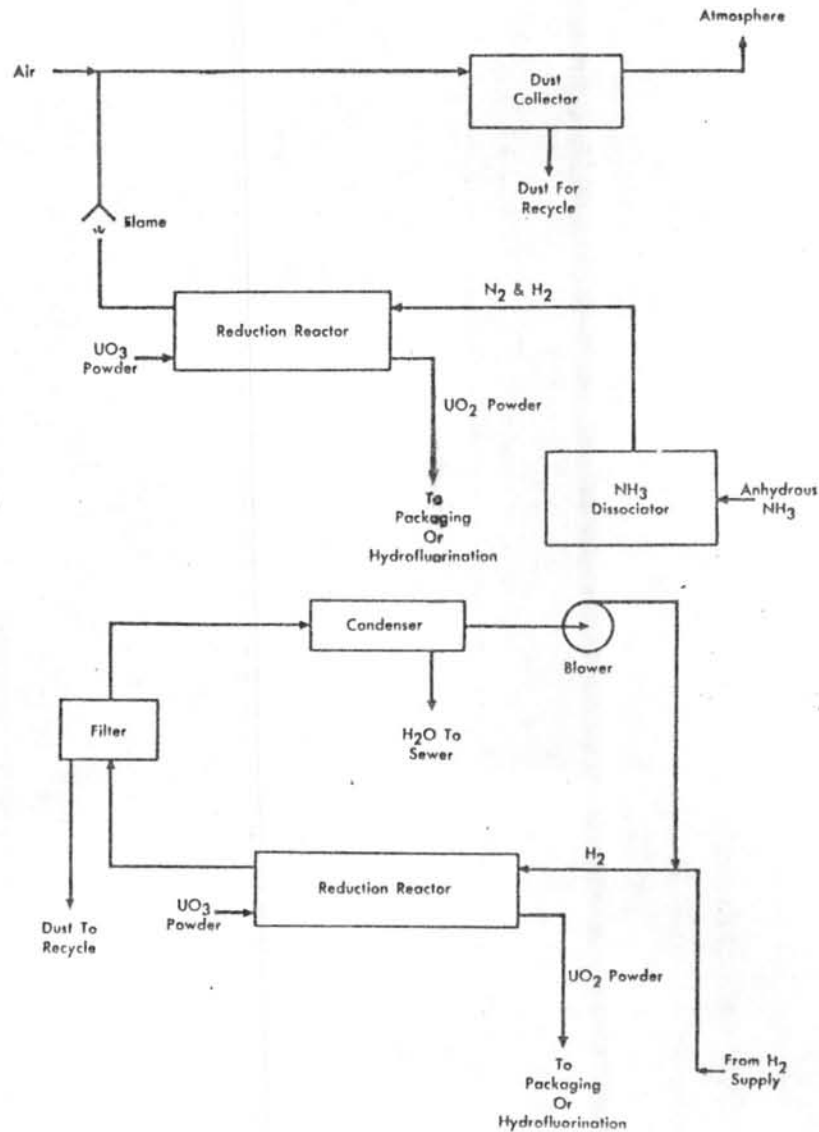 Atmosphere
Air
Dust
Collector
Dust For
Recycle
Flame
N2 & H2
Reduction Reactor
UO3
Powder
UO2 Powder
NH3
Dissociator
Anhydrous
NH3
To
Packaging
Or
Hydrofluorination
Condenser
Blower
Filter
H2O To
Sewer
H2
Reduction Reactor
UO3
Powder
Dust To
Recycle
UO2 Powder
From H2
Supply
To
Packaging
Or
Hydrofluorination